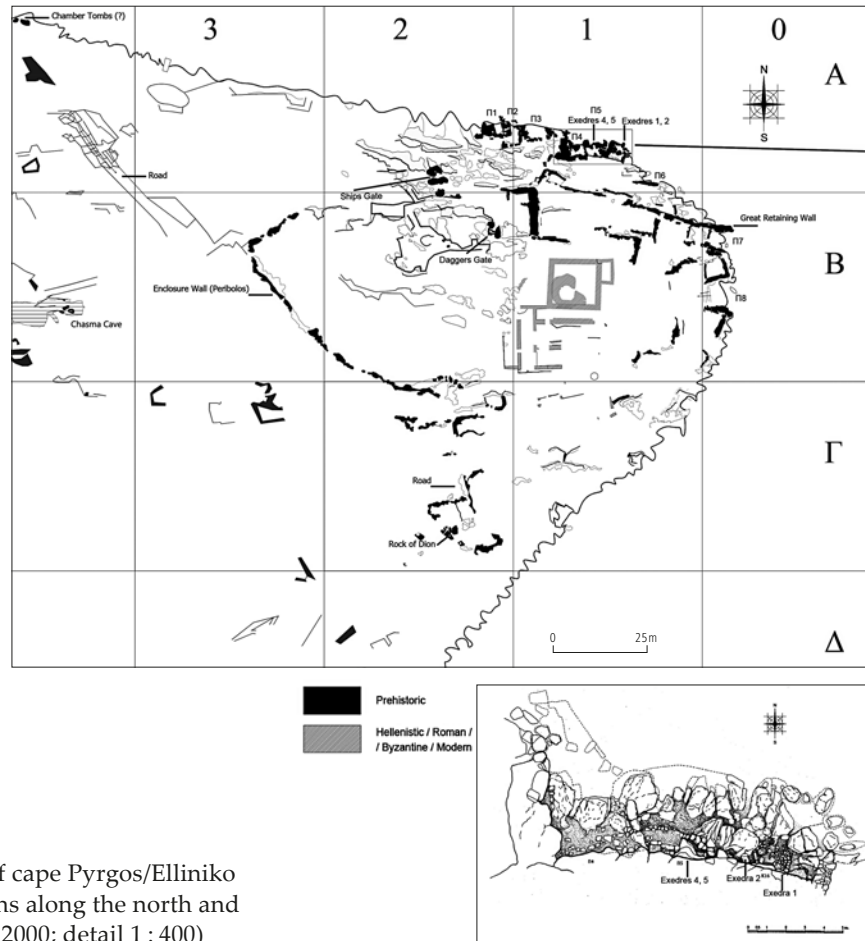 Chamber Tombs (?)
3
2
1
0
A
N
S
Π1
Π2
Π3
Π5
Exedres 4, 5
Exedres 1, 2
Π4
Road
Π6
Ships Gate
Great Retaining Wall
Π7
Daggers Gate
B
Enclosure Wall (Peribolos)
Π8
Chasma Cave
Γ
Road
Rock of Dion
0 25m
Δ
Prehistoric
Hellenistic / Roman /
/ Byzantine / Modern
Exedres 4, 5
Exedra 2
Exedra 1
of cape Pyrgos/Elliniko
ns along the north and
2000; detail 1 : 400)